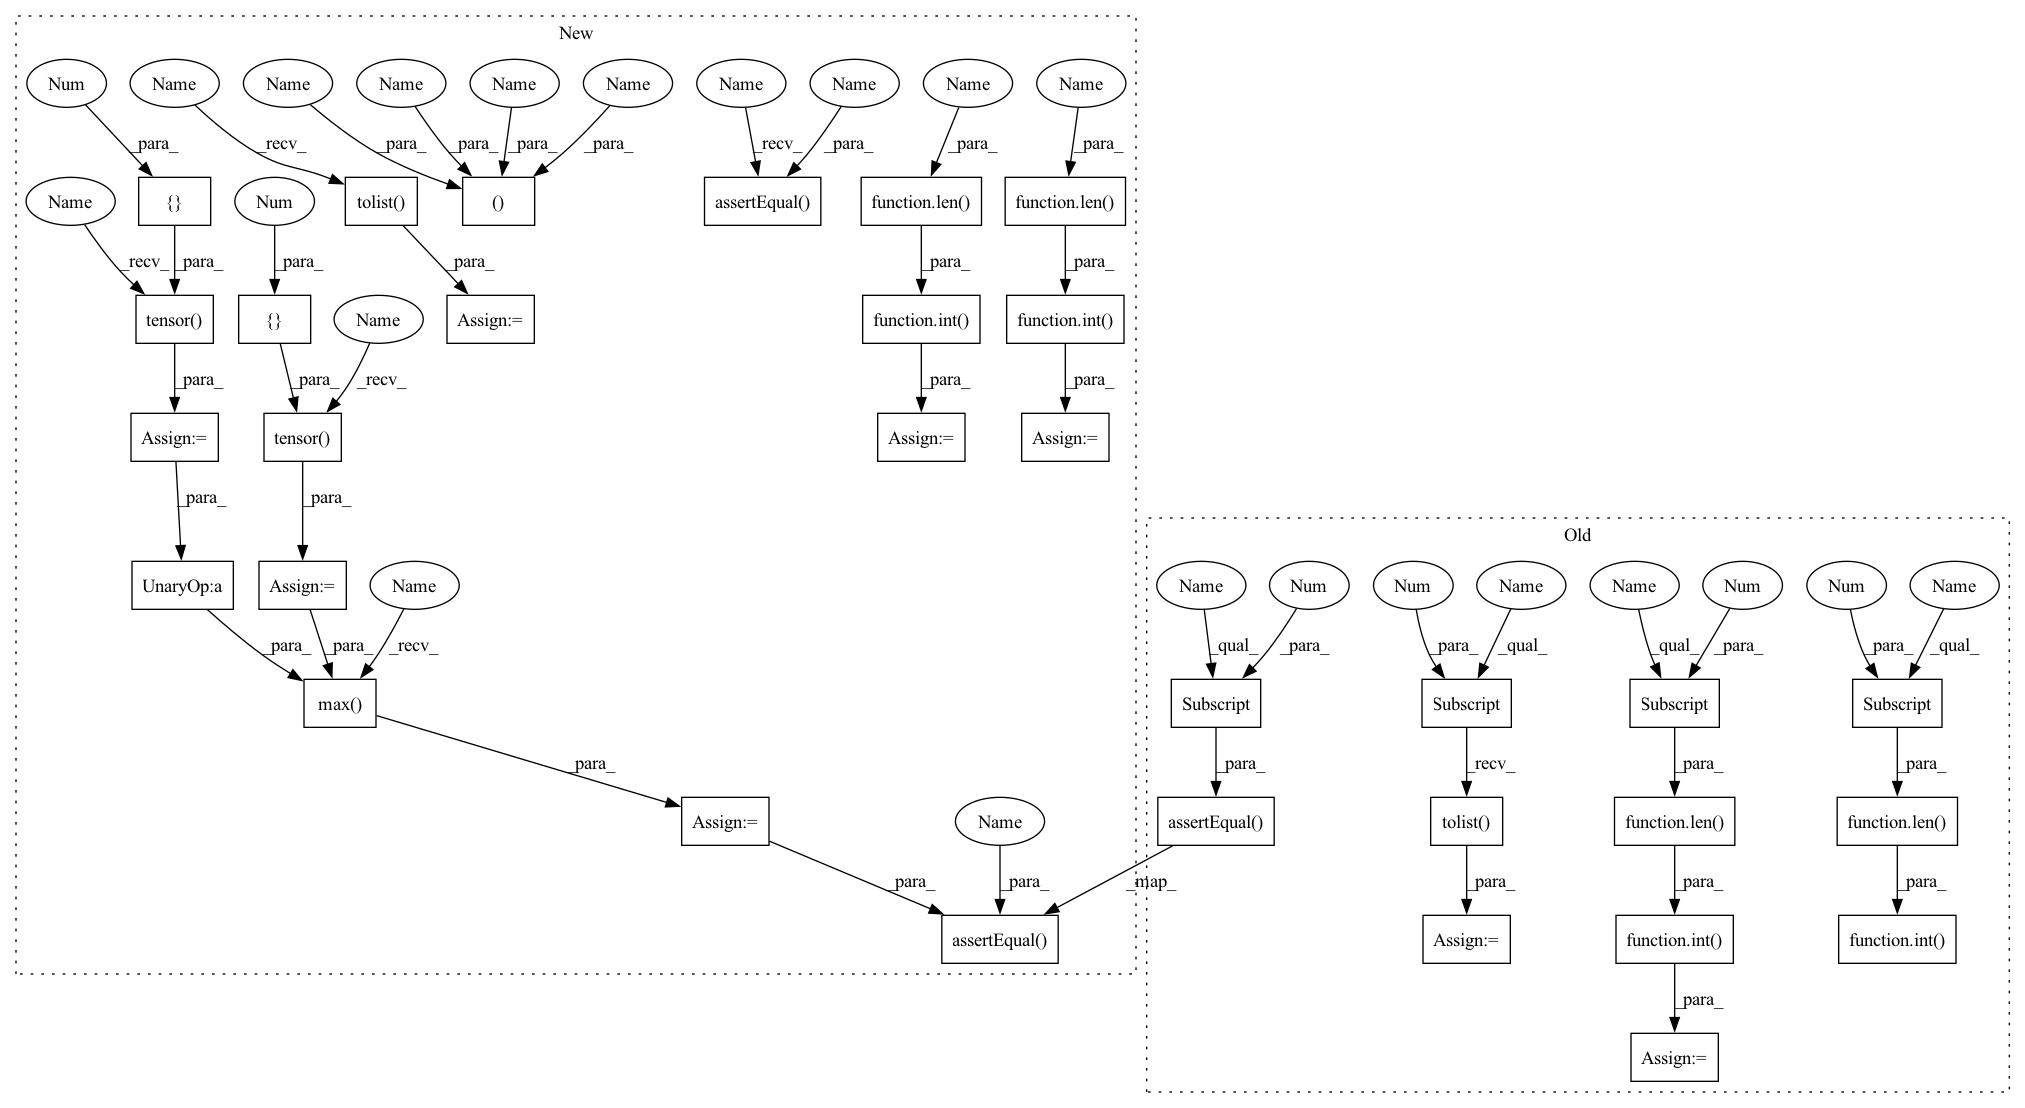 New
Num Name Name Name Name Name Name Name Name Name
_para_ _recv_ _para_ _para_ _para_ _para_ _recv_ _para_ _para_ _para_
Name {} Num tolist() () assertEqual() function.len() function.len()
_recv_ _para_ _para_ _para_ _para_ _para_
tensor() {} Name Assign:= function.int() function.int()
_para_ _para_ _recv_ _para_ _para_
Assign:= tensor() Assign:= Assign:=
_para_ _para_
Old
UnaryOp:a Assign:= Name Name Num Num Name Name Num Num Name
_para_ _para_ _recv_ _qual_ _para_ _para_ _qual_ _qual_ _para_ _para_ _qual_
max() Subscript Subscript Subscript Subscript
_para_ _para_ _recv_ _para_ _para_
Assign:= Name assertEqual() tolist() function.len() function.len()
_para_ _para_ _map_ _para_ _para_ _para_
assertEqual() Assign:= function.int() function.int()
_para_
Assign:=